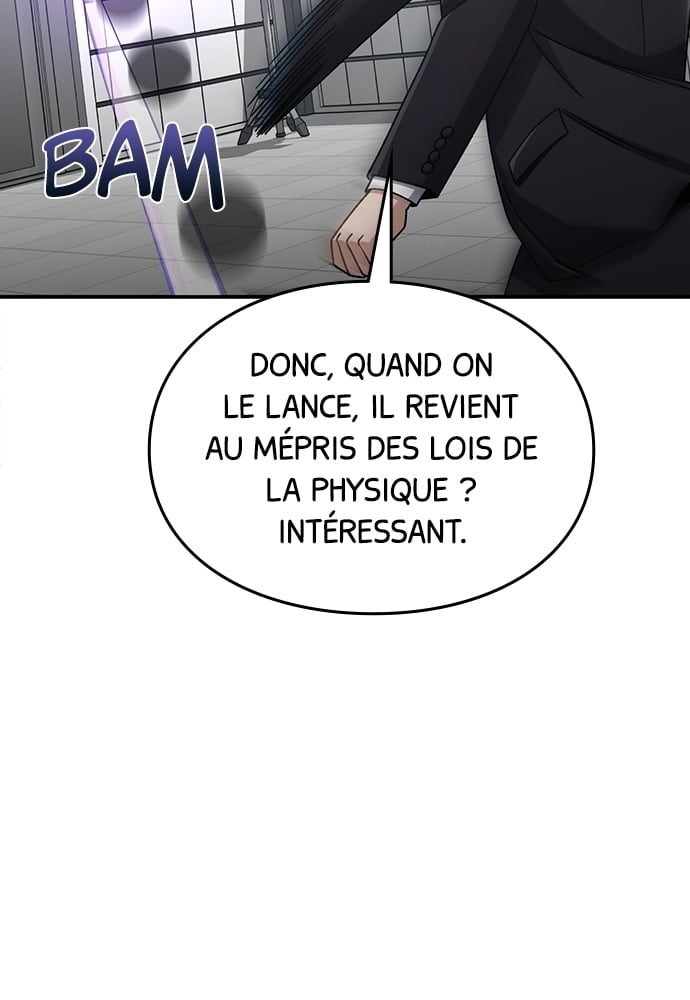 BAM
DONC, QUAND ON
LE LANCE, IL REVIENT
AU MÉPRIS DES LOIS DE
LA PHYSIQUE ?
INTÉRESSANT.